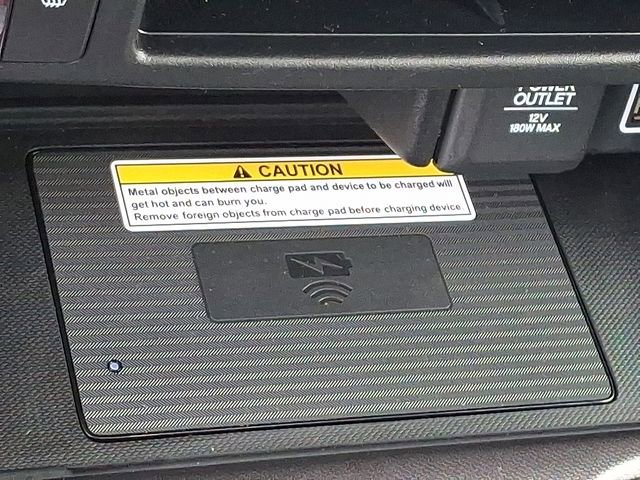 POWER
OUTLET
12V
180W MAX
CAUTION
Metal objects between charge pad and device to be charged will
get hot and can burn you.
Remove foreign objects from charge pad before charging device